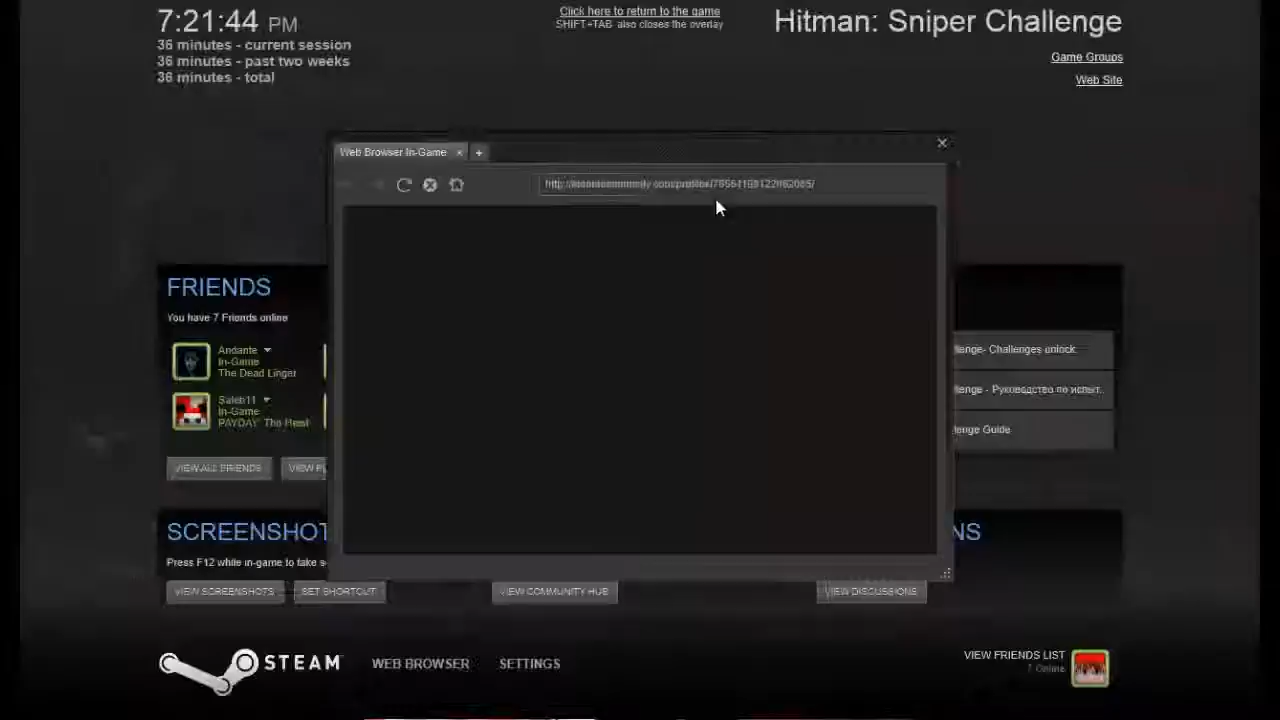 7:21:44 PM
36 minutes - current session
36 minutes - past two weeks
36 minutes - total
Click here to return to the game
SHIFT+TAB also closes the overlay
Hitman: Sniper Challenge
Game Groups
Web Site
Web Browser In-Game
FRIENDS
You have 7 Friends online
Andante
In-Game
The Dead Linger
Saleb11
In-Game
PAYDAY The Heist
VIEW ALL FRIENDS
lenge- Challenges unlock.
lenge - Руководство по испыт..
lenge Guide
SCREENSHOT
Press F12 while in-game to take s
VIEW SCREENSHOTS
SET SHORTCUT
VIEW COMMUNITY HUB
NS
VIEW DISCUSSIONS
STEAM
WEB BROWSER
SETTINGS
VIEW FRIENDS LIST
7 Online